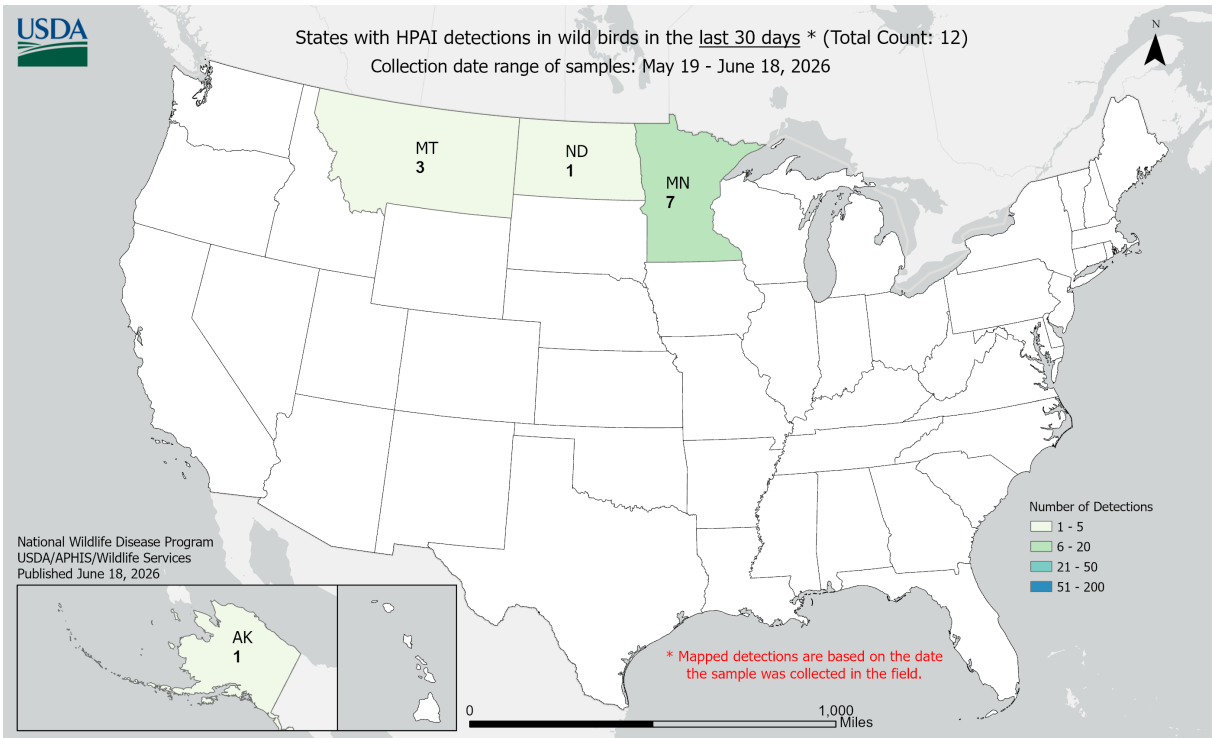 USDA
States with HPAI detections in wild birds in the last 30 days * (Total Count: 12)
Collection date range of samples: May 19 - June 18, 2026
N
MT
3
ND
1
MN
7
Number of Detections
1 - 5
6 - 20
21 - 50
51 - 200
National Wildlife Disease Program
USDA/APHIS/Wildlife Services
Published June 18, 2026
AK
1
* Mapped detections are based on the date
the sample was collected in the field.
0
1,000
Miles